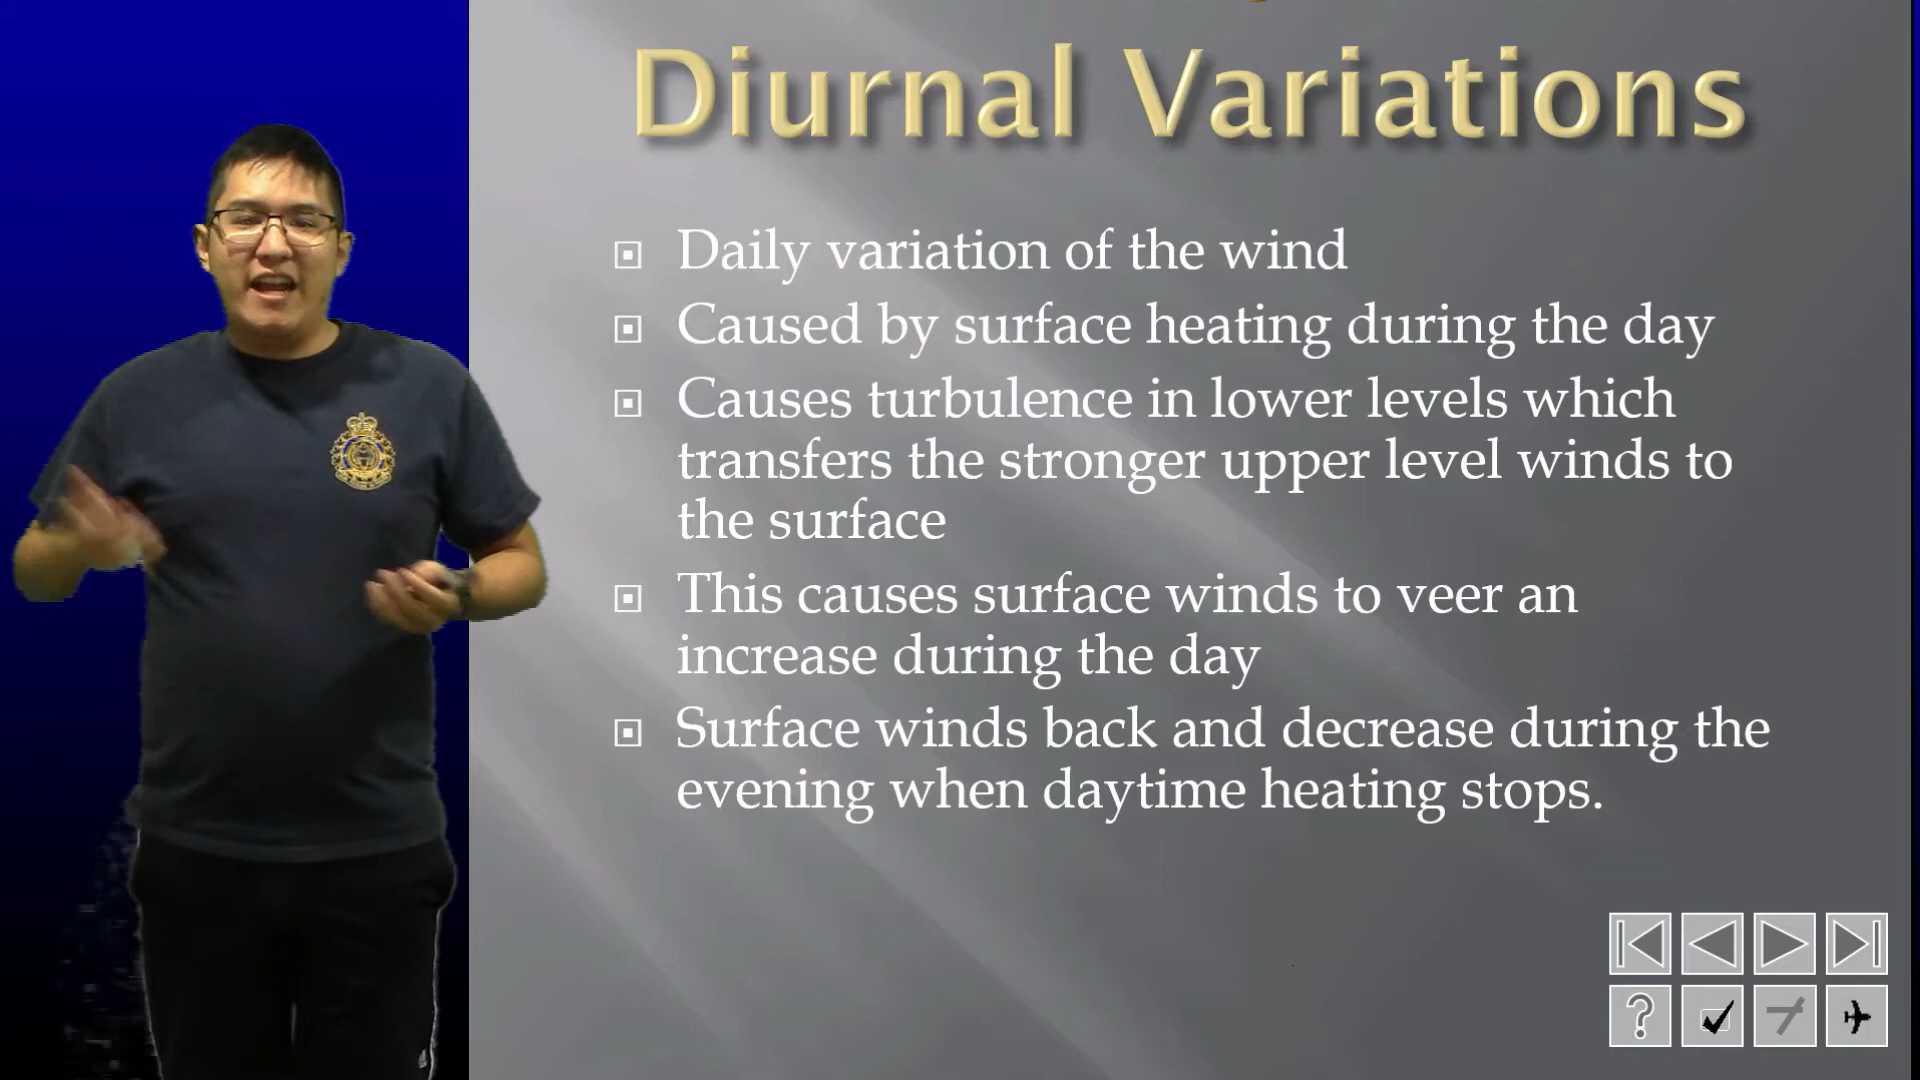 Diurnal Variations
Daily variation of the wind
Caused by surface heating during the day
Causes turbulence in lower levels which
transfers the stronger upper level winds to
the surface
This causes surface winds to veer an
increase during the day
Surface winds back and decrease during the
evening when daytime heating stops.
?